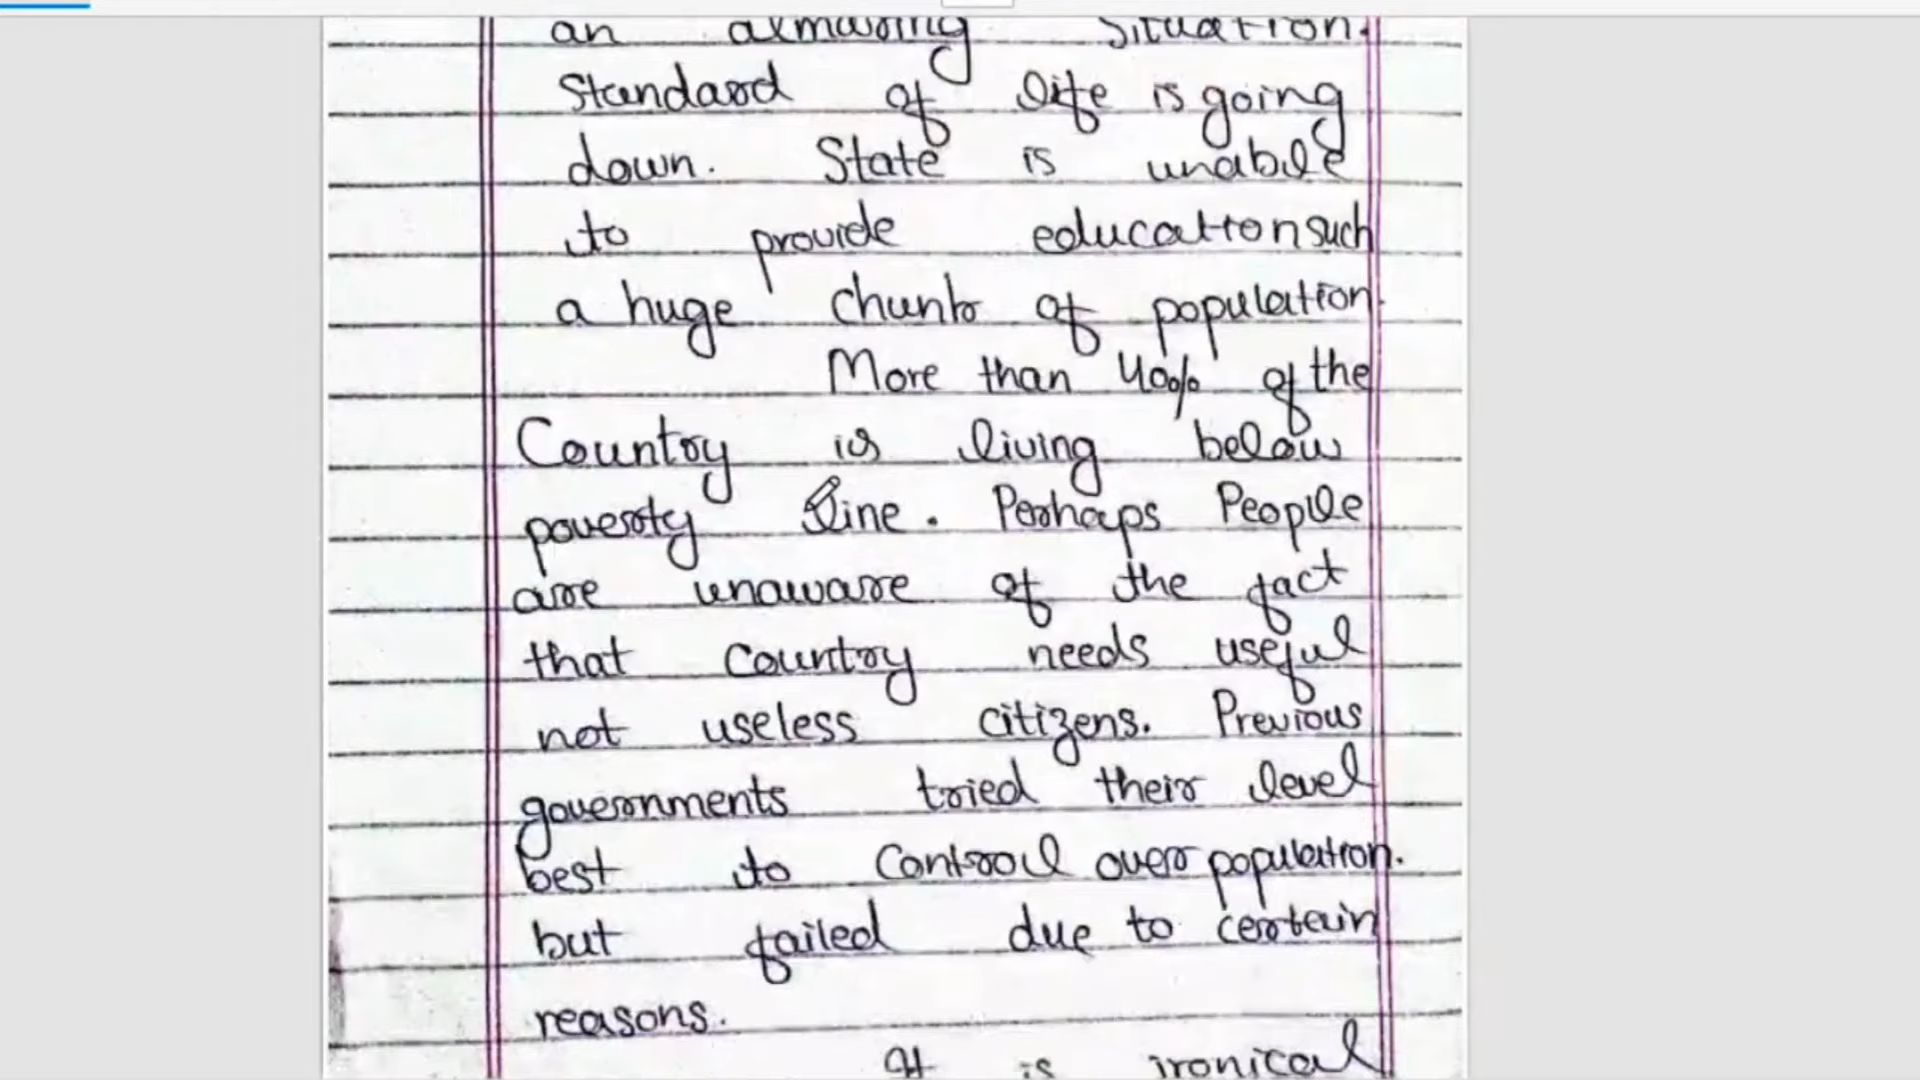 an almarsing Situation.
Standard of life is going
down. State is unable
to provide education such
a huge chunk of population.
More than 40% of the
Country is living below
poverty line. Perhaps People
are unaware of the fact
that country needs useful
not useless citizens. Previous
governments tried their level
best to Control over population.
but failed due to certain
reasons.
It is ironical